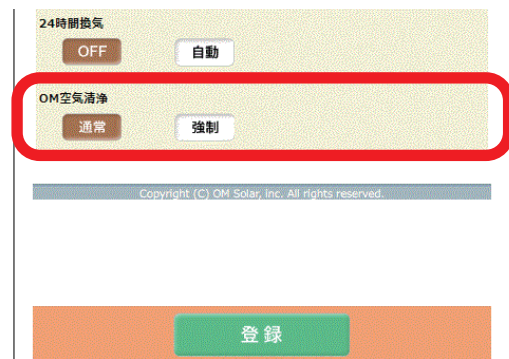 24時間換気
OFF 自動
OM空気清浄
通常 強制
Copyright (C) OM Solar, inc. All rights reserved.
登録